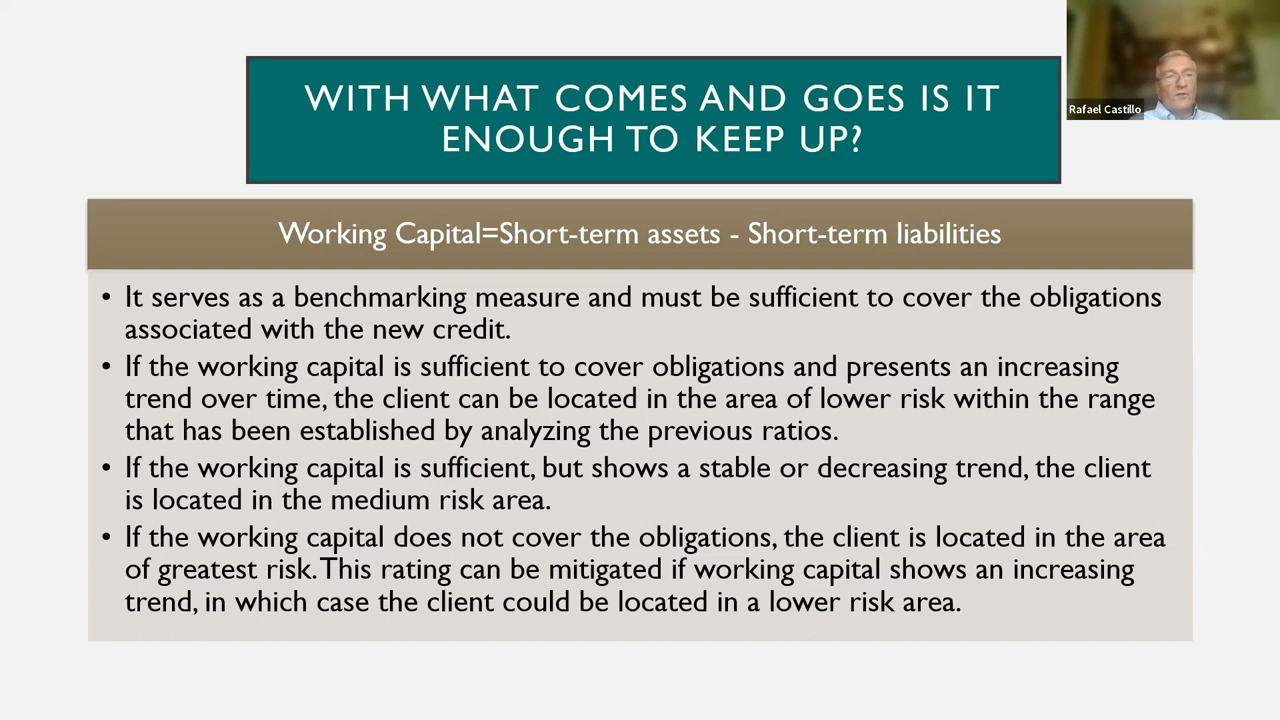 WITH WHAT COMES AND GOES IS IT
ENOUGH TO KEEP UP?
Rafael Castillo
Working Capital=Short-term assets - Short-term liabilities
• It serves as a benchmarking measure and must be sufficient to cover the obligations
associated with the new credit.
• If the working capital is sufficient to cover obligations and presents an increasing
trend over time, the client can be located in the area of lower risk within the range
that has been established by analyzing the previous ratios.
• If the working capital is sufficient, but shows a stable or decreasing trend, the client
is located in the medium risk area.
• If the working capital does not cover the obligations, the client is located in the area
of greatest risk. This rating can be mitigated if working capital shows an increasing
trend, in which case the client could be located in a lower risk area.